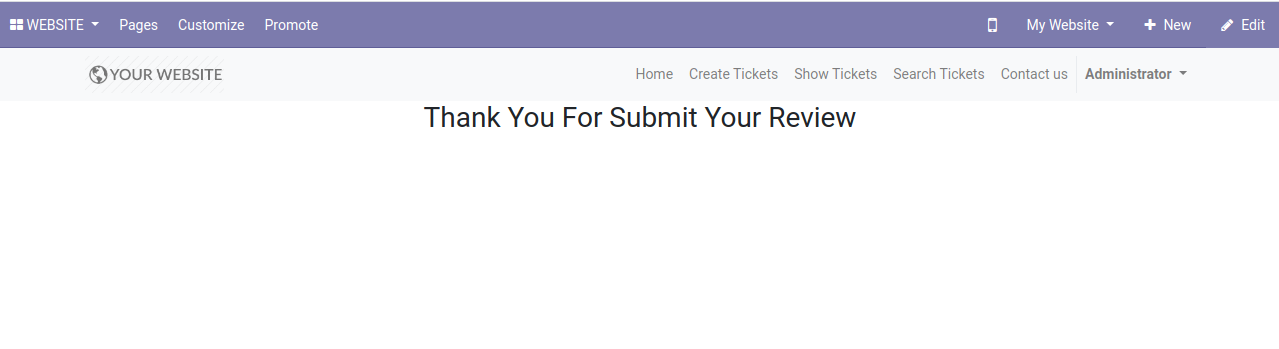 WEBSITE Pages Customize Promote My Website New Edit
YOUR WEBSITE Home Create Tickets Show Tickets Search Tickets Contact us Administrator
Thank You For Submit Your Review